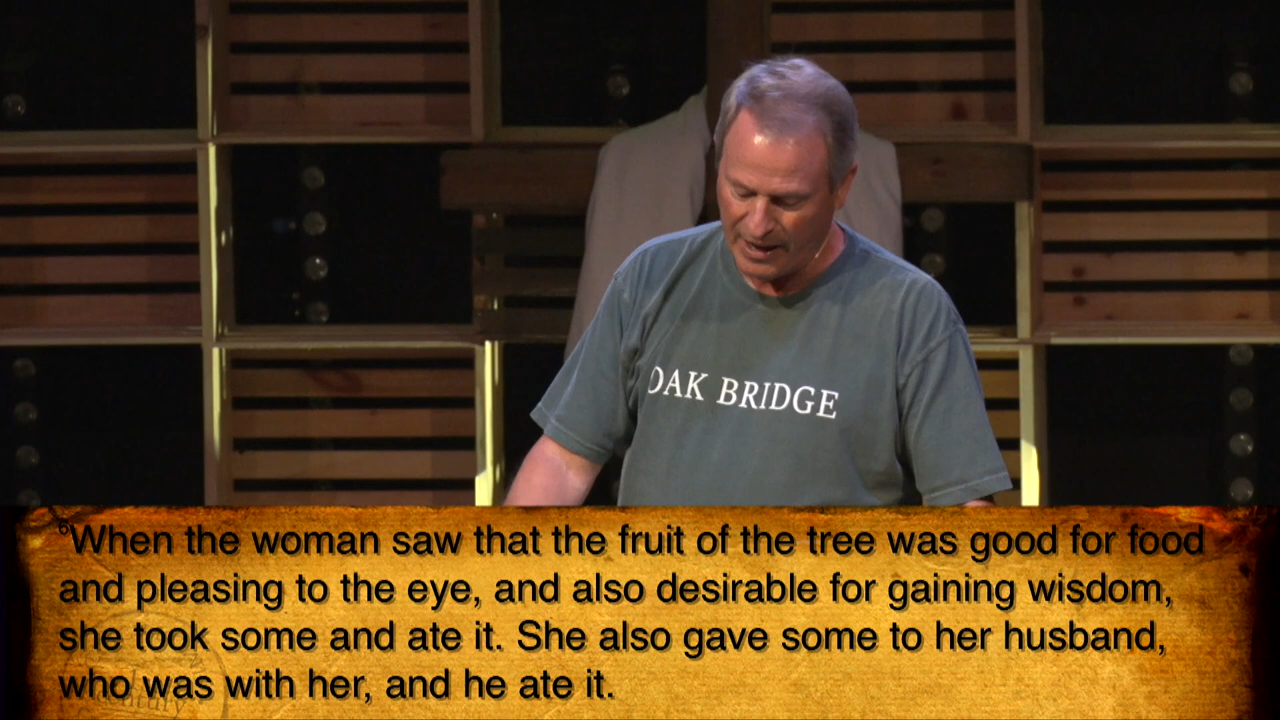 OAK BRIDGE
⁶When the woman saw that the fruit of the tree was good for food
and pleasing to the eye, and also desirable for gaining wisdom,
she took some and ate it. She also gave some to her husband,
who was with her, and he ate it.